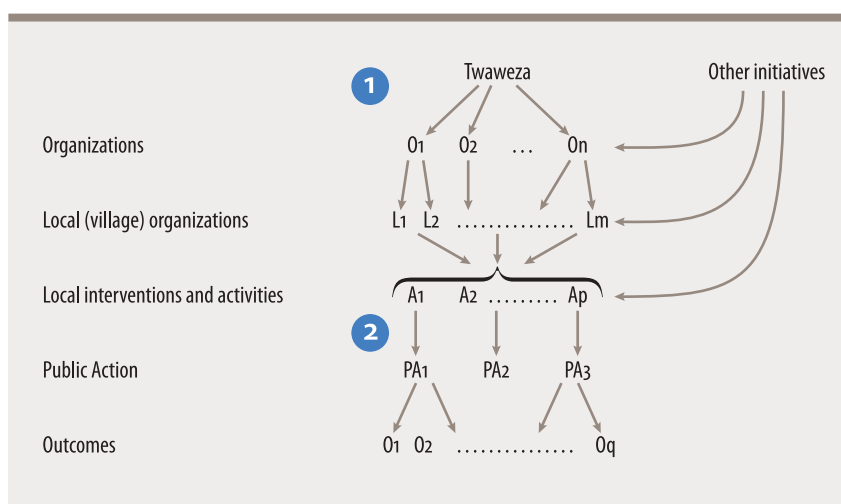 1 Twaweza Other initiatives
Organizations O1 O2 ... On
Local (village) organizations L1 L2 ............... Lm
Local interventions and activities A1 A2 ......... Ap
2
Public Action PA1 PA2 PA3
Outcomes O1 O2 ............... Oq